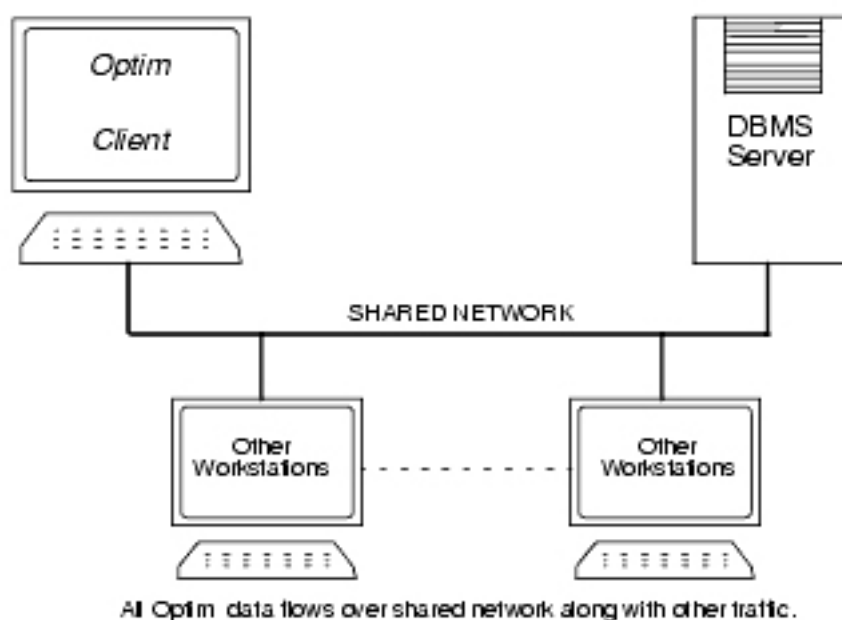 Optim
Client
DBMS
Server
SHARED NETWORK
Other
Workstations
Other
Workstations
All Optim data flows over shared network along with other traffic.